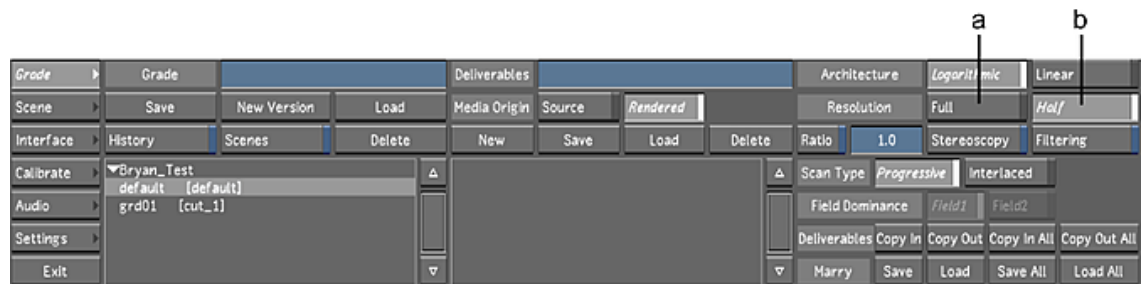 a b
Grade Grade Deliverables Architecture Logarithmic Linear
Scene Save New Version Load Media Origin Source Rendered Resolution Full Half
Interface History Scenes Delete New Save Load Delete Ratio 1.0 Stereoscopy Filtering
Calibrate Bryan_Test Scan Type Progressive Interlaced
default [default]
Audio grd01 [cut_1] Field Dominance Field1 Field2
Settings Deliverables Copy In Copy Out Copy In All Copy Out All
Exit Marry Save Load Save All Load All